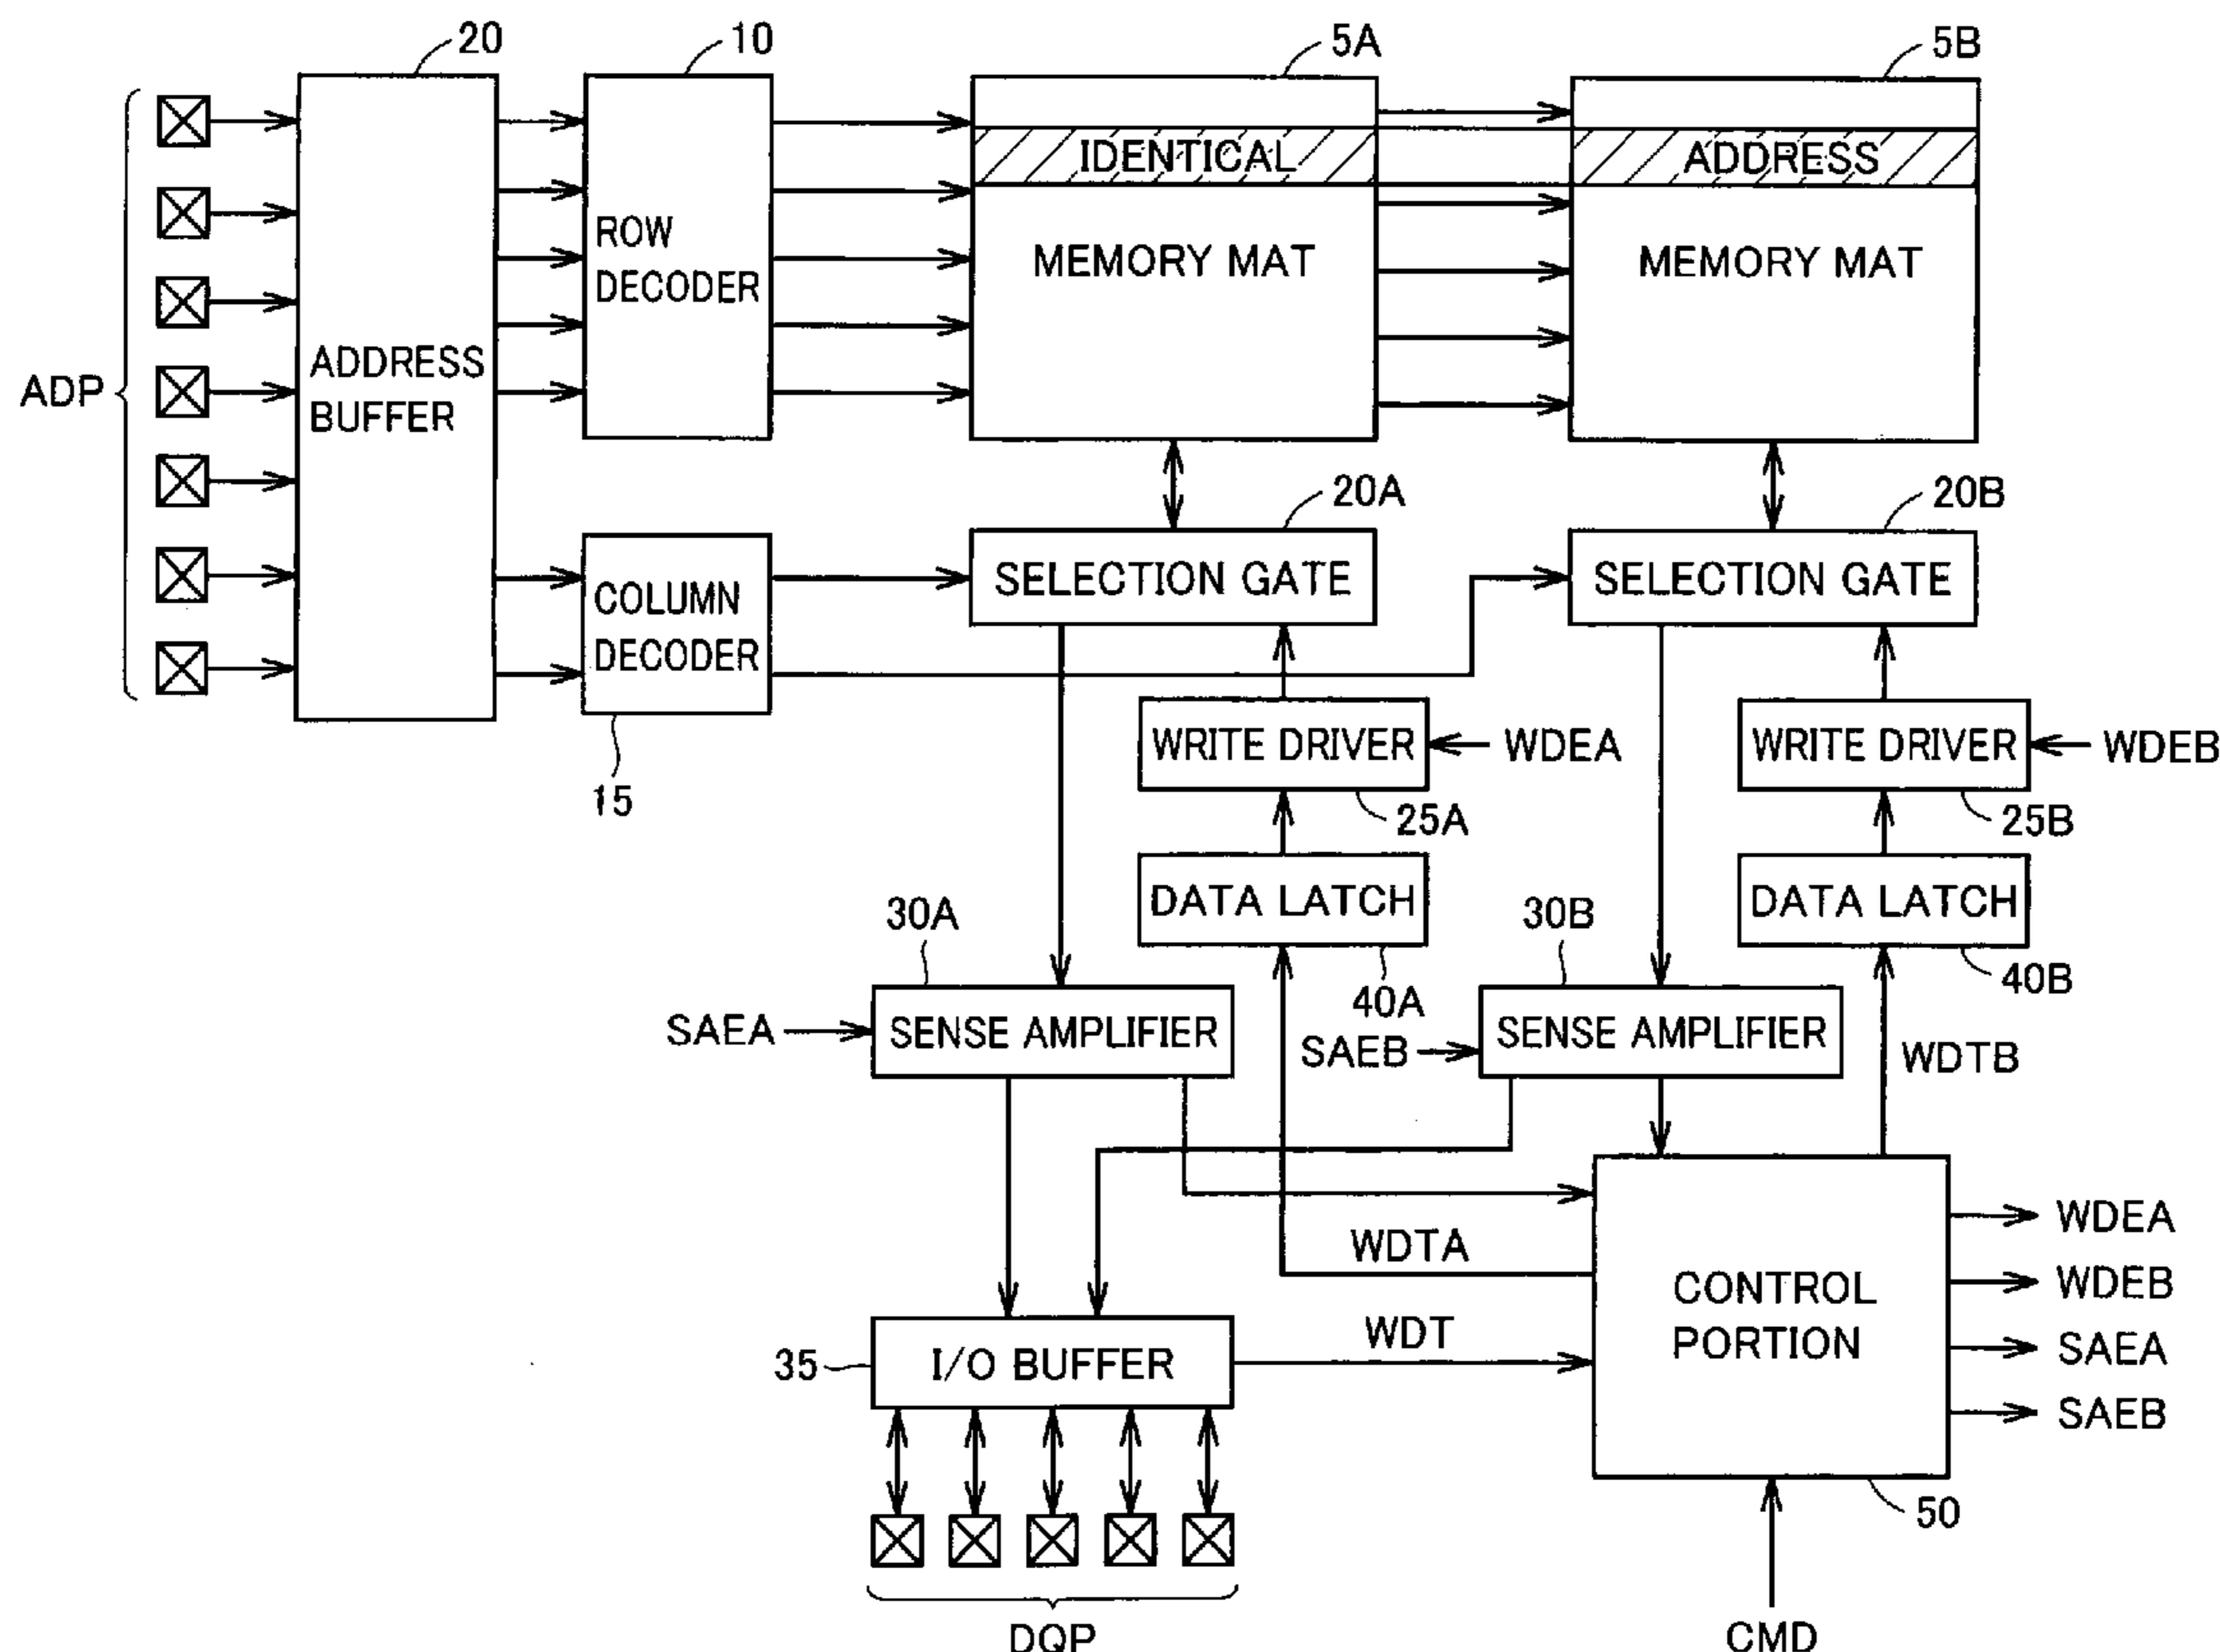 20
10
5A
5B
IDENTICAL
ADDRESS
ROW
DECODER
MEMORY MAT
MEMORY MAT
ADP
ADDRESS
BUFFER
20A
20B
COLUMN
DECODER
SELECTION GATE
SELECTION GATE
15
WRITE DRIVER
WDEA
WRITE DRIVER
WDEB
25A
25B
DATA LATCH
DATA LATCH
30A
30B
40A
40B
SAEA
SENSE AMPLIFIER
SAEB
SENSE AMPLIFIER
WDTB
WDTA
WDEA
WDEB
SAEA
SAEB
CONTROL
PORTION
WDT
35
I/O BUFFER
50
DQP
CMD